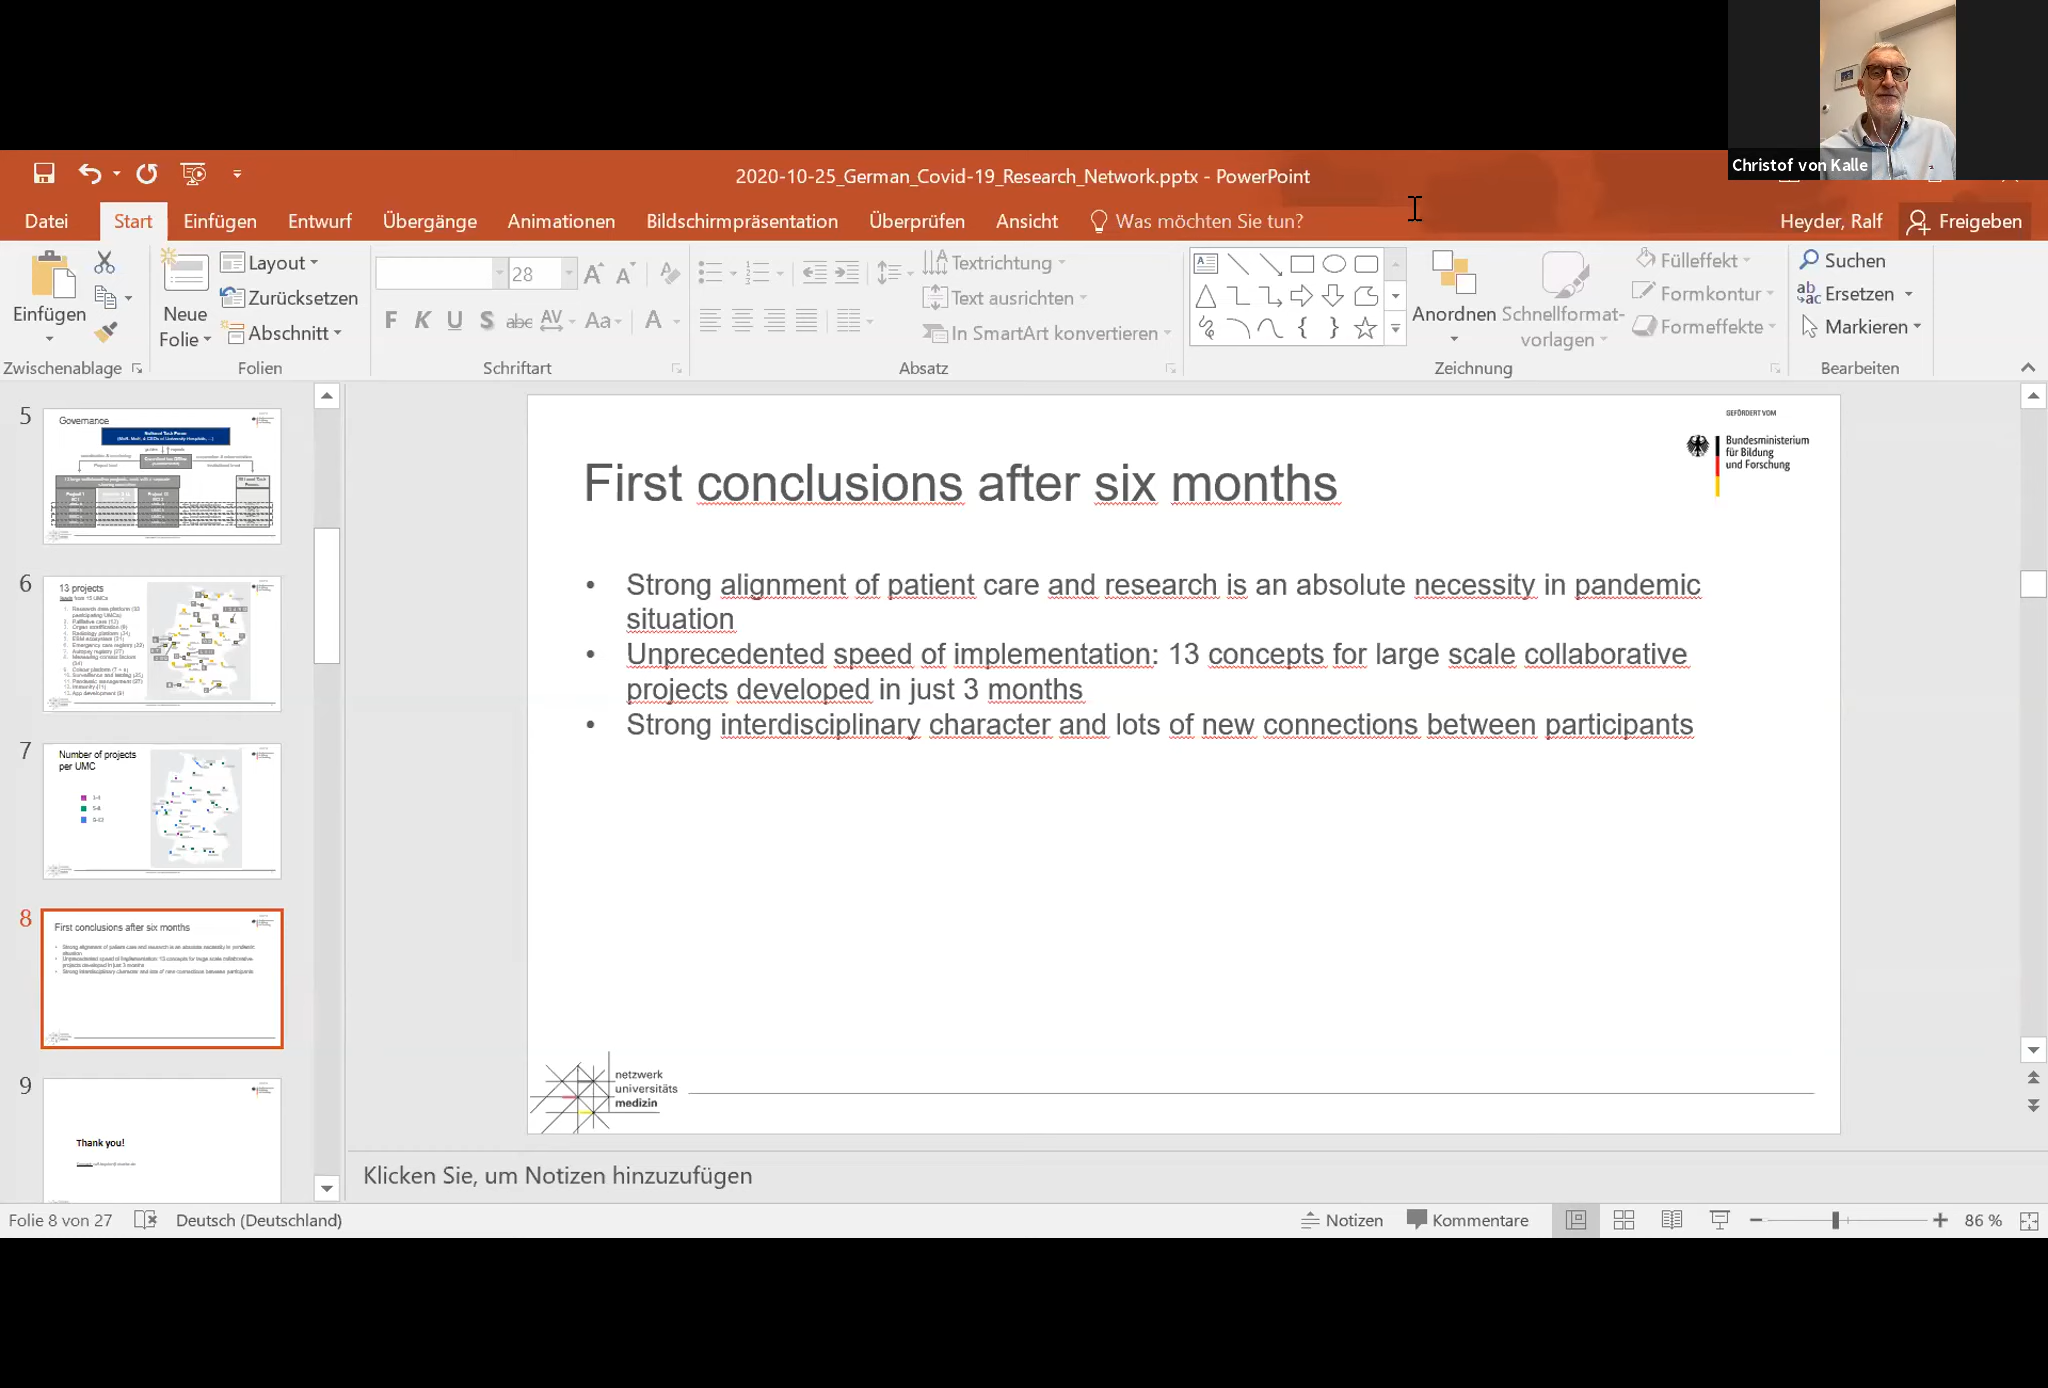 Christof von Kalle
2020-10-25_German_Covid-19_Research_Network.pptx - PowerPoint
Datei Start Einfügen Entwurf Übergänge Animationen Bildschirmpräsentation Überprüfen Ansicht Was möchten Sie tun? Heyder, Ralf Freigeben
Einfügen
Neue
Folie
Layout
Zurücksetzen
Abschnitt
28
F K U S abc AV Aa A
Textrichtung
Text ausrichten
In SmartArt konvertieren
Anordnen
Schnellformat-
vorlagen
Fülleffekt
Formkontur
Formeffekte
Suchen
Ersetzen
Markieren
Zwischenablage Folien Schriftart Absatz Zeichnung Bearbeiten
5
Governance
6
13 projects
7
Number of projects
per UMC
8
First conclusions after six months
9
Thank you!
GEFÖRDERT VOM
Bundesministerium
für Bildung
und Forschung
First conclusions after six months
• Strong alignment of patient care and research is an absolute necessity in pandemic
situation
• Unprecedented speed of implementation: 13 concepts for large scale collaborative
projects developed in just 3 months
• Strong interdisciplinary character and lots of new connections between participants
netzwerk
universitäts
medizin
Klicken Sie, um Notizen hinzuzufügen
Folie 8 von 27 Deutsch (Deutschland) Notizen Kommentare 86 %